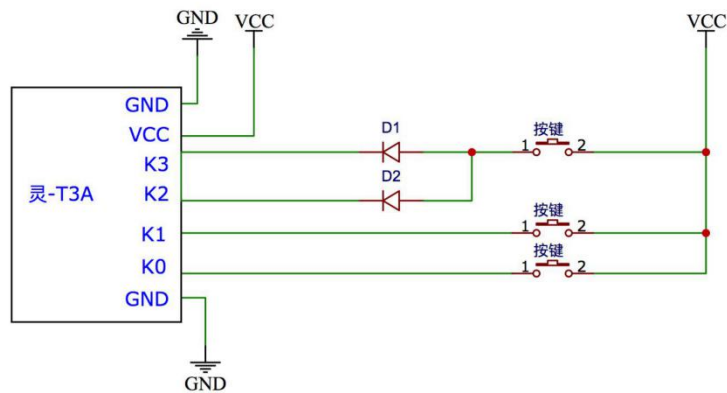 GND
VCC
VCC
GND
VCC
K3
K2
K1
K0
GND
灵-T3A
D1
D2
按键
1 2
按键
1 2
按键
1 2
GND